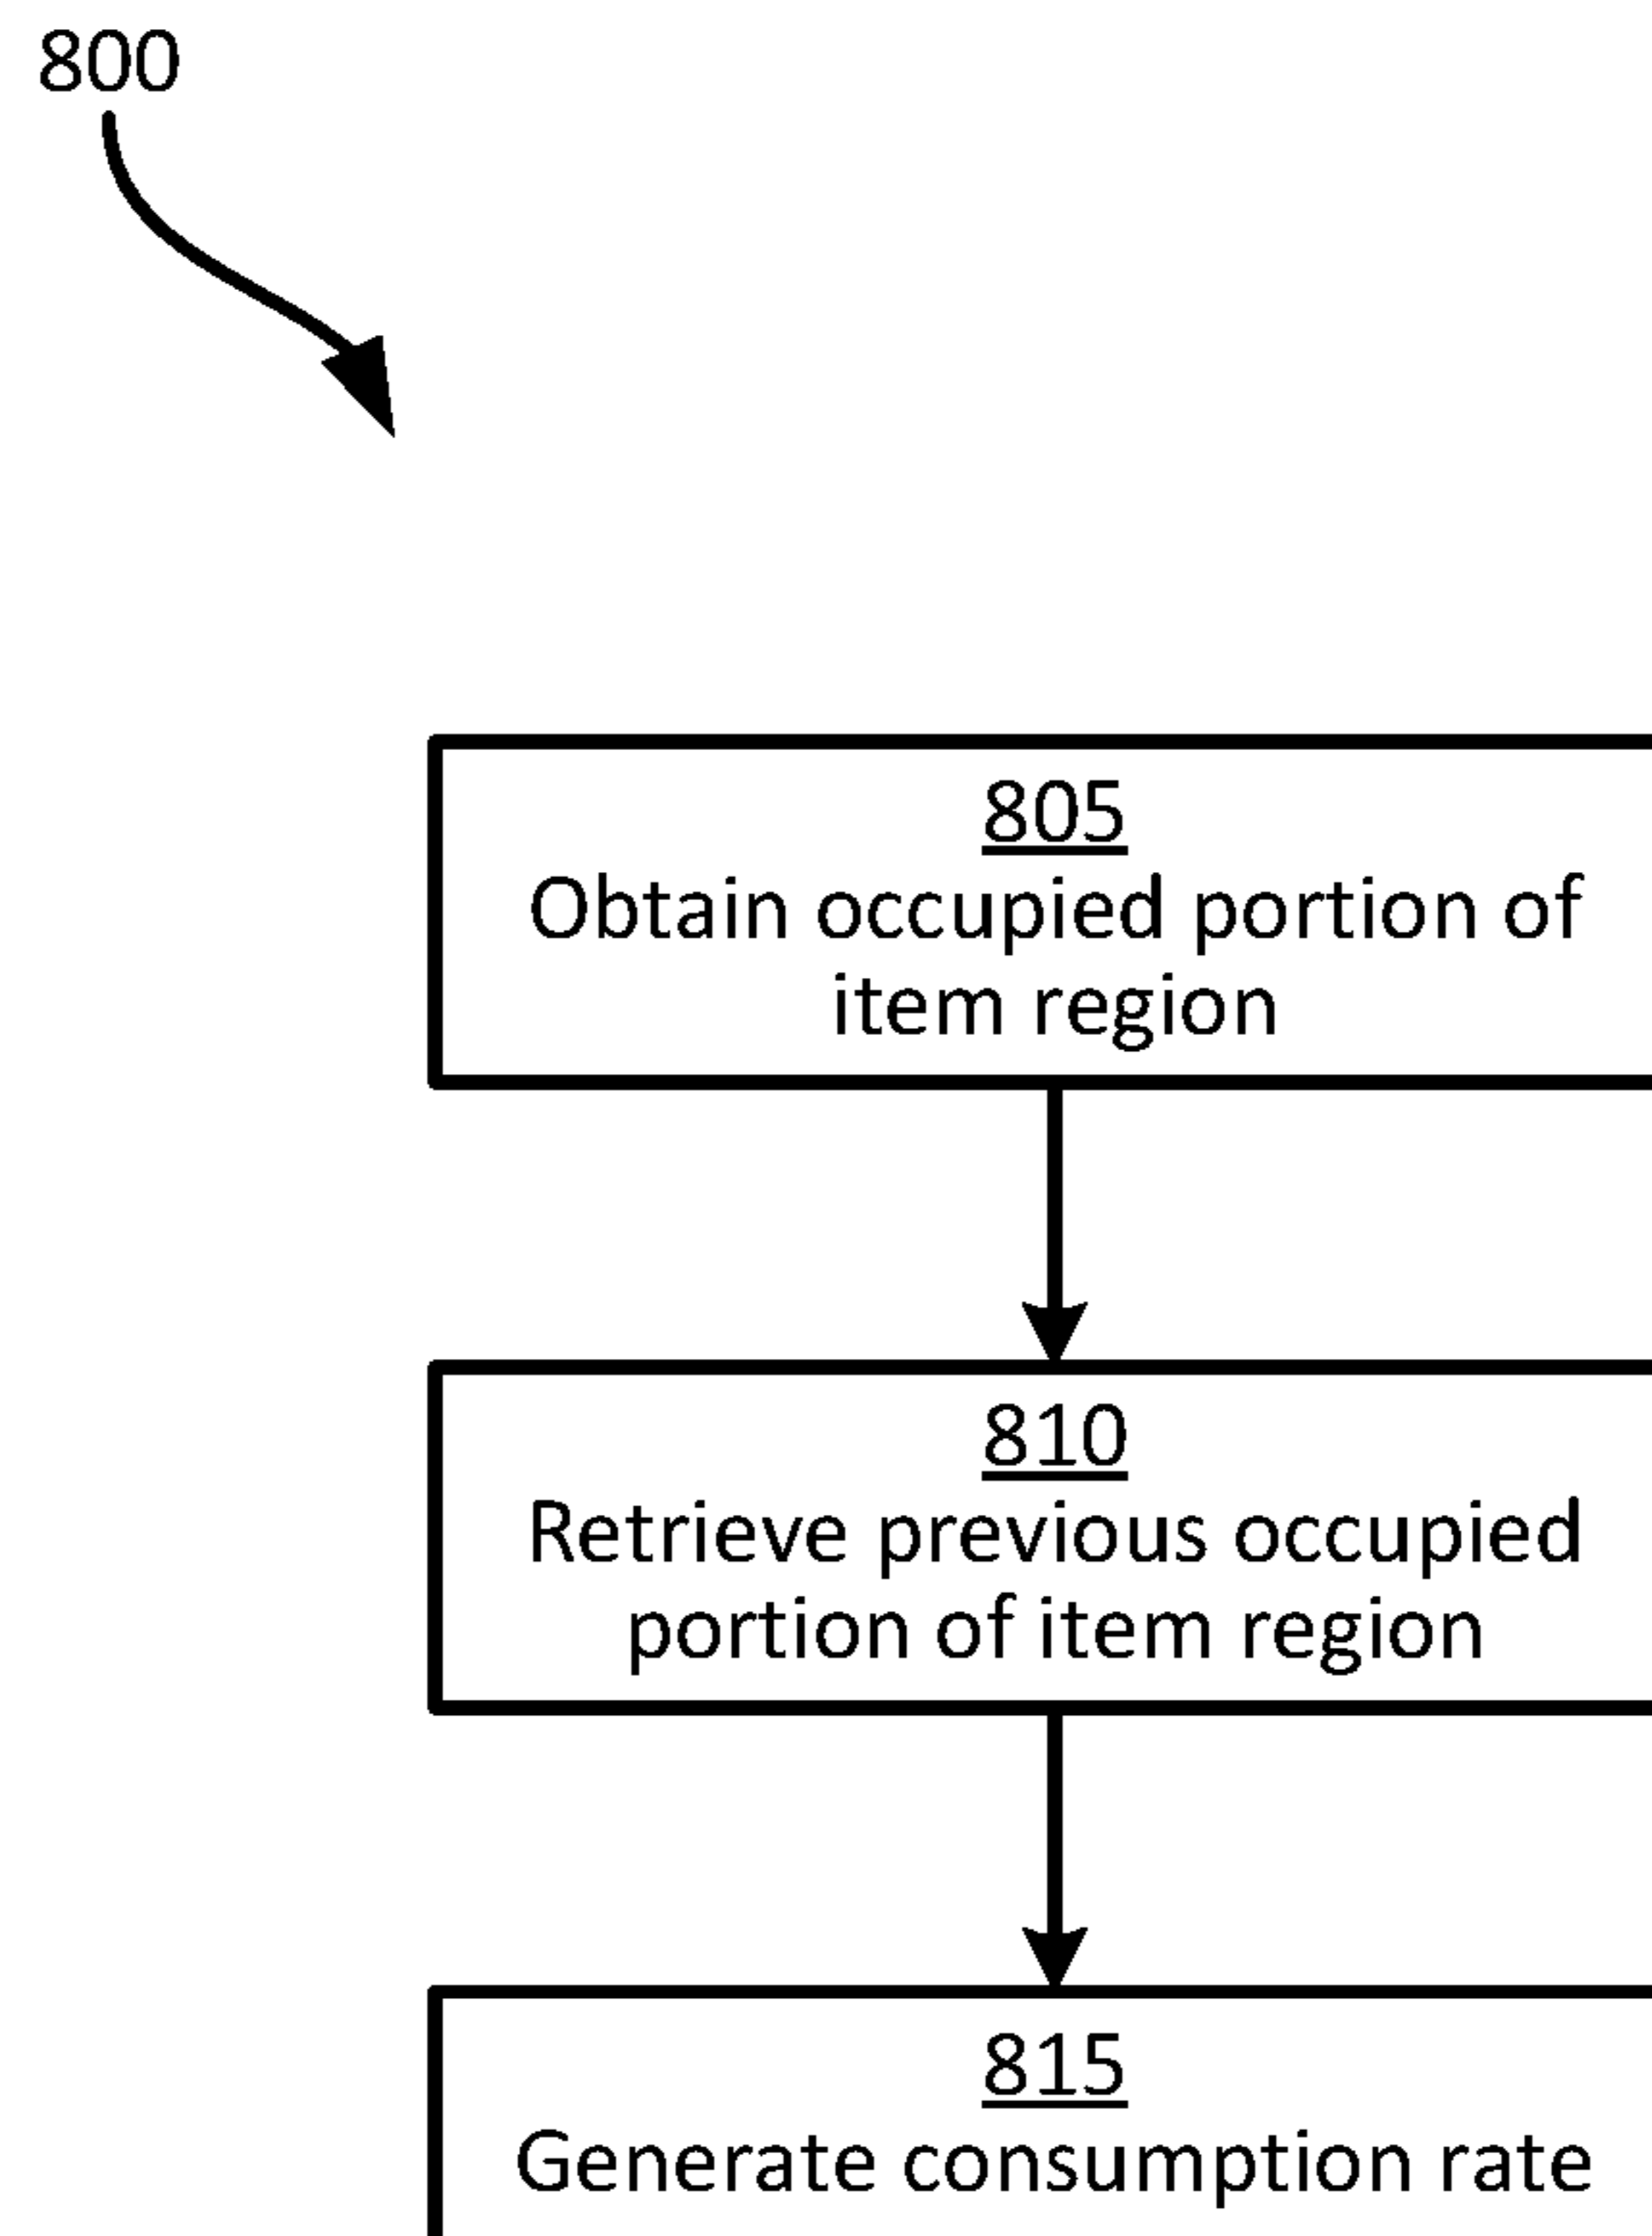 800
805
Obtain occupied portion of
item region
810
Retrieve previous occupied
portion of item region
815
Generate consumption rate